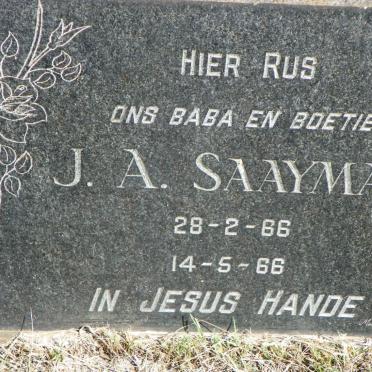 HIER RUS
ONS BABA EN BOETIE
J. A. SAAYMA
28-2-66
14-5-66
IN JESUS HANDE